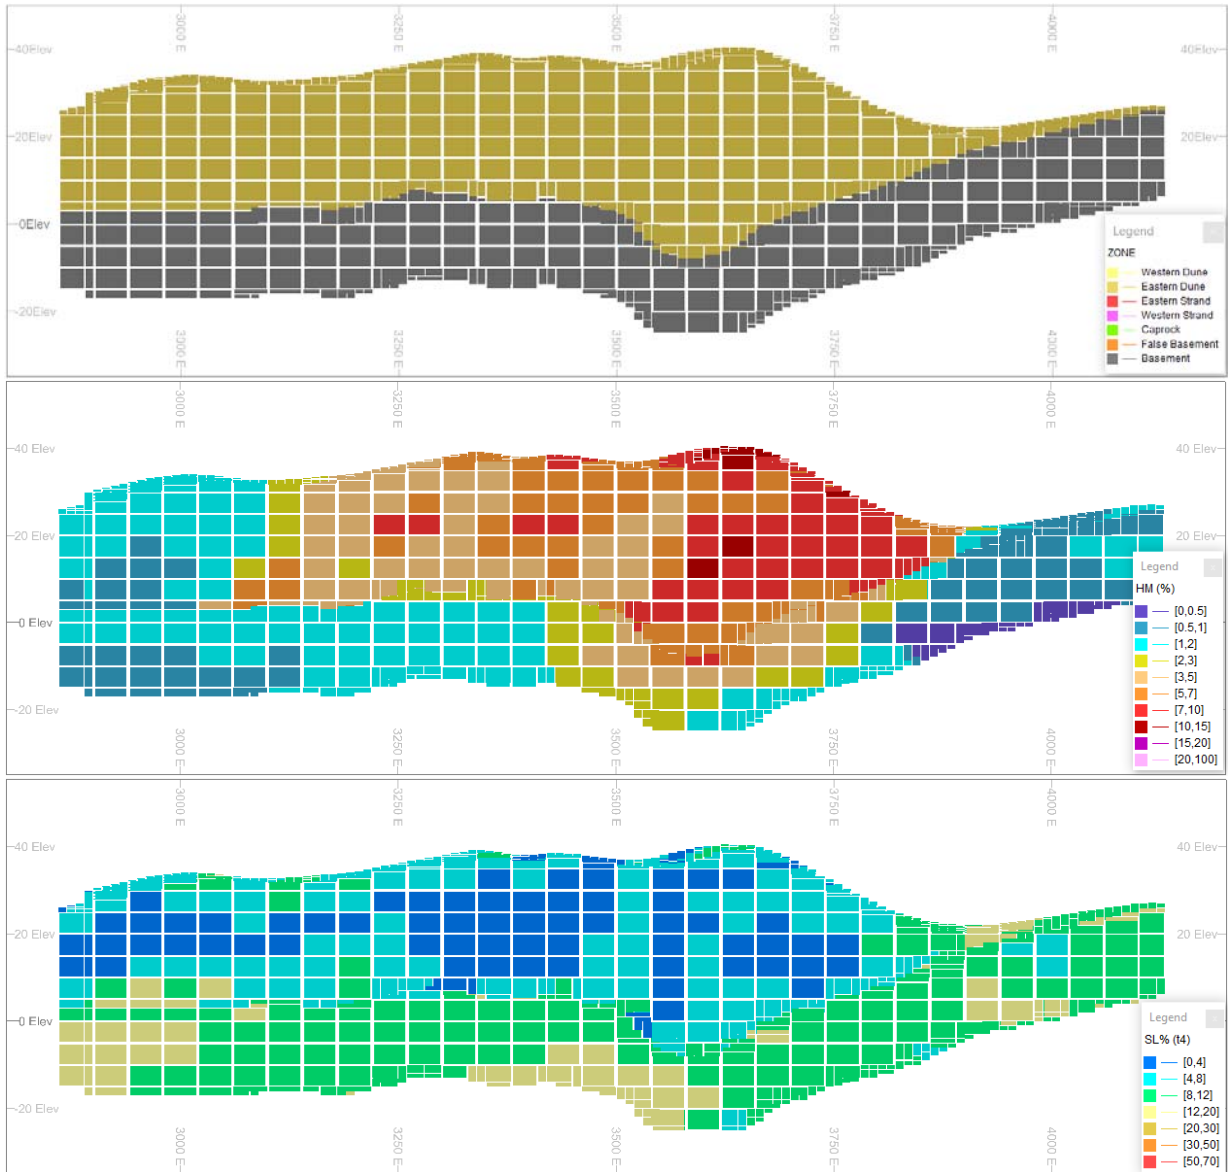 3000 E 3250 E 3500 E 3750 E 4000 E
40Elev 40Elev
20Elev 20Elev
0Elev
-20Elev
3000 E 3250 E 3500 E 3750 E 4000 E
Legend
ZONE
Western Dune
Eastern Dune
Eastern Strand
Western Strand
Caprock
False Basement
Basement
3000 E 3250 E 3500 E 3750 E 4000 E
40 Elev 40 Elev
20 Elev 20 Elev
0 Elev
-20 Elev
3000 E 3250 E 3500 E 3750 E 4000 E
Legend
HM (%)
[0,0.5]
[0.5,1]
[1,2]
[2,3]
[3,5]
[5,7]
[7,10]
[10,15]
[15,20]
[20,100]
3000 E 3250 E 3500 E 3750 E 4000 E
40 Elev 40 Elev
20 Elev 20 Elev
0 Elev
-20 Elev
3000 E 3250 E 3500 E 3750 E 4000 E
Legend
SL% (t4)
[0,4]
[4,8]
[8,12]
[12,20]
[20,30]
[30,50]
[50,70]